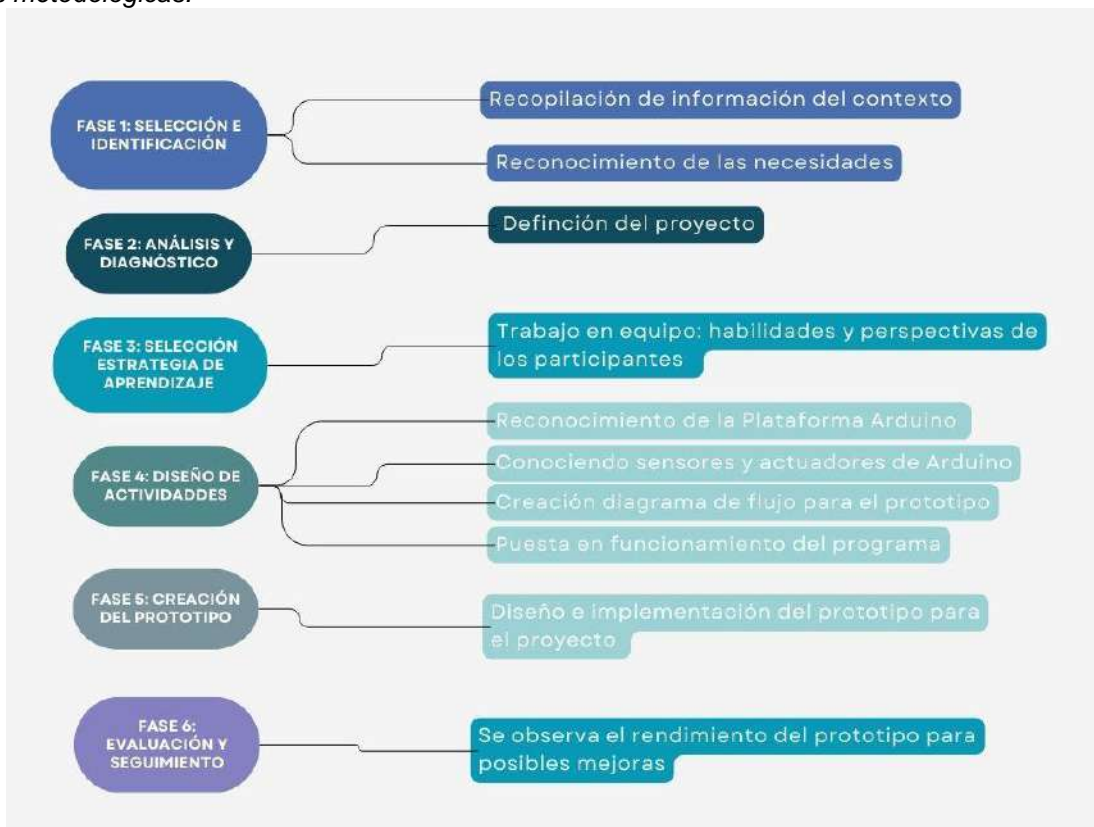 metodológicas.
FASE 1: SELECCIÓN E
IDENTIFICACIÓN
Recopilación de información del contexto
Reconocimiento de las necesidades
FASE 2: ANÁLISIS Y
DIAGNÓSTICO
Definción del proyecto
FASE 3: SELECCIÓN
ESTRATEGIA DE
APRENDIZAJE
Trabajo en equipo: habilidades y perspectivas de
los participantes
FASE 4: DISEÑO DE
ACTIVIDADDES
Reconocimiento de la Plataforma Arduino
Conociendo sensores y actuadores de Arduino
Creación diagrama de flujo para el prototipo
Puesta en funcionamiento del programa
FASE 5: CREACIÓN
DEL PROTOTIPO
Diseño e implementación del prototipo para
el proyecto
FASE 6:
EVALUACIÓN Y
SEGUIMIENTO
Se observa el rendimiento del prototipo para
posibles mejoras